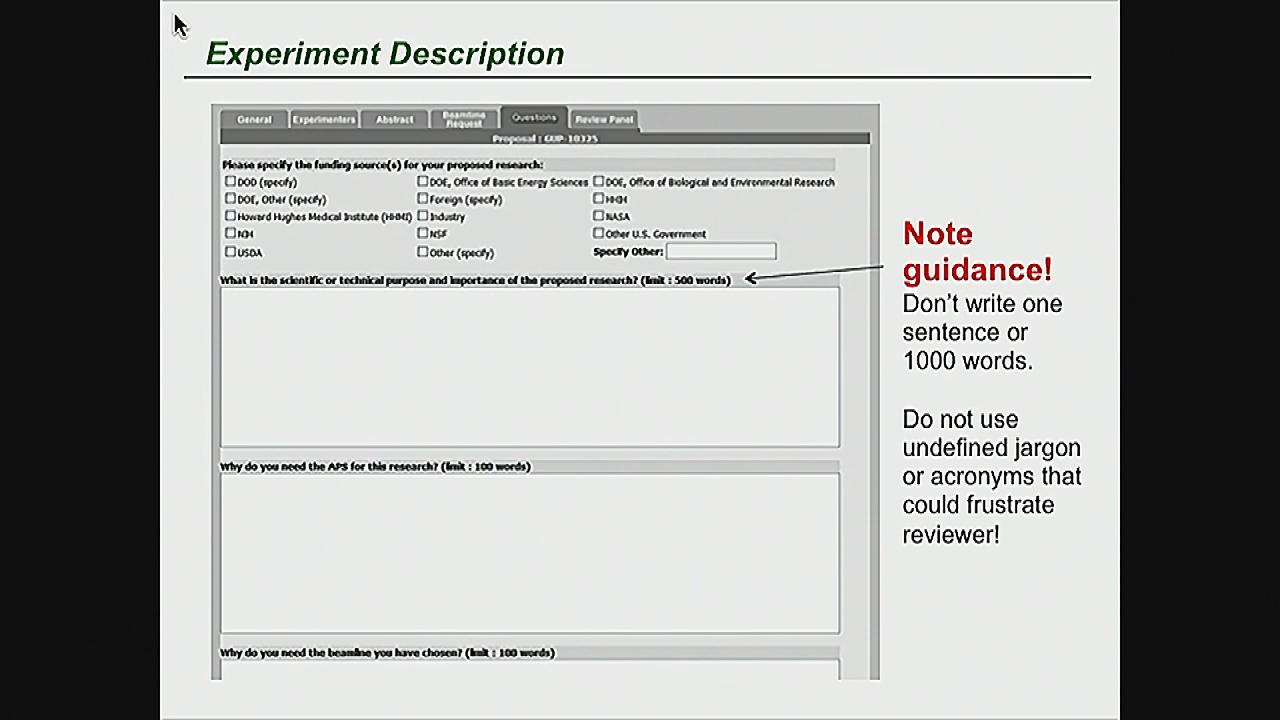 Experiment Description
General
Experimenters
Abstract
Beamtime
Request
Questions
Review Panel
Proposal : GUP-10335
Please specify the funding source(s) for your proposed research:
DOD (specify) DOE, Office of Basic Energy Sciences DOE, Office of Biological and Environmental Research
DOE, Other (specify) Foreign (specify)
Howard Hughes Medical Institute (HHMI) Industry NASA
NIH NSF Other U.S. Government
USDA Other (specify) Specify Other:
What is the scientific or technical purpose and importance of the proposed research? (limit : 500 words)
Why do you need the APS for this research? (limit : 100 words)
Why do you need the beamline you have chosen? (limit : 100 words)
Note
guidance!
Don't write one
sentence or
1000 words.
Do not use
undefined jargon
or acronyms that
could frustrate
reviewer!